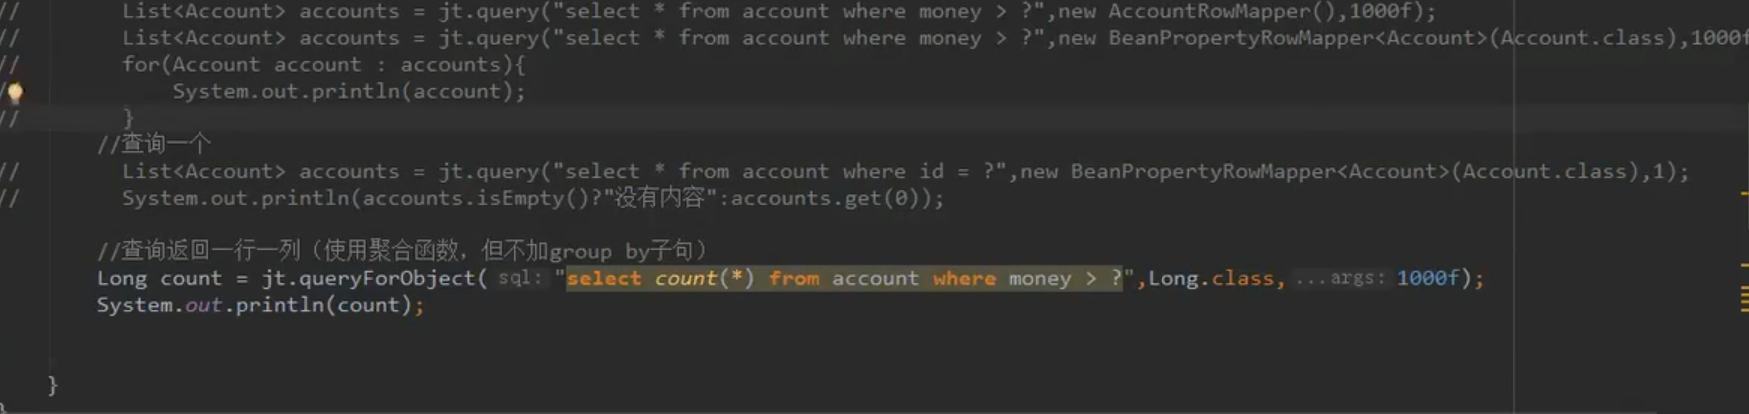 //        List<Account> accounts = jt.query("select * from account where money > ?",new AccountRowMapper(),1000f);
//        List<Account> accounts = jt.query("select * from account where money > ?",new BeanPropertyRowMapper<Account>(Account.class),1000f
//        for(Account account : accounts){
/            System.out.println(account);
//        }
//查询一个
//        List<Account> accounts = jt.query("select * from account where id = ?",new BeanPropertyRowMapper<Account>(Account.class),1);
//        System.out.println(accounts.isEmpty()?"没有内容":accounts.get(0));
//查询返回一行一列（使用聚合函数，但不加group by子句）
Long count = jt.queryForObject( sql: "select count(*) from account where money > ?",Long.class, ...args: 1000f);
System.out.println(count);
}